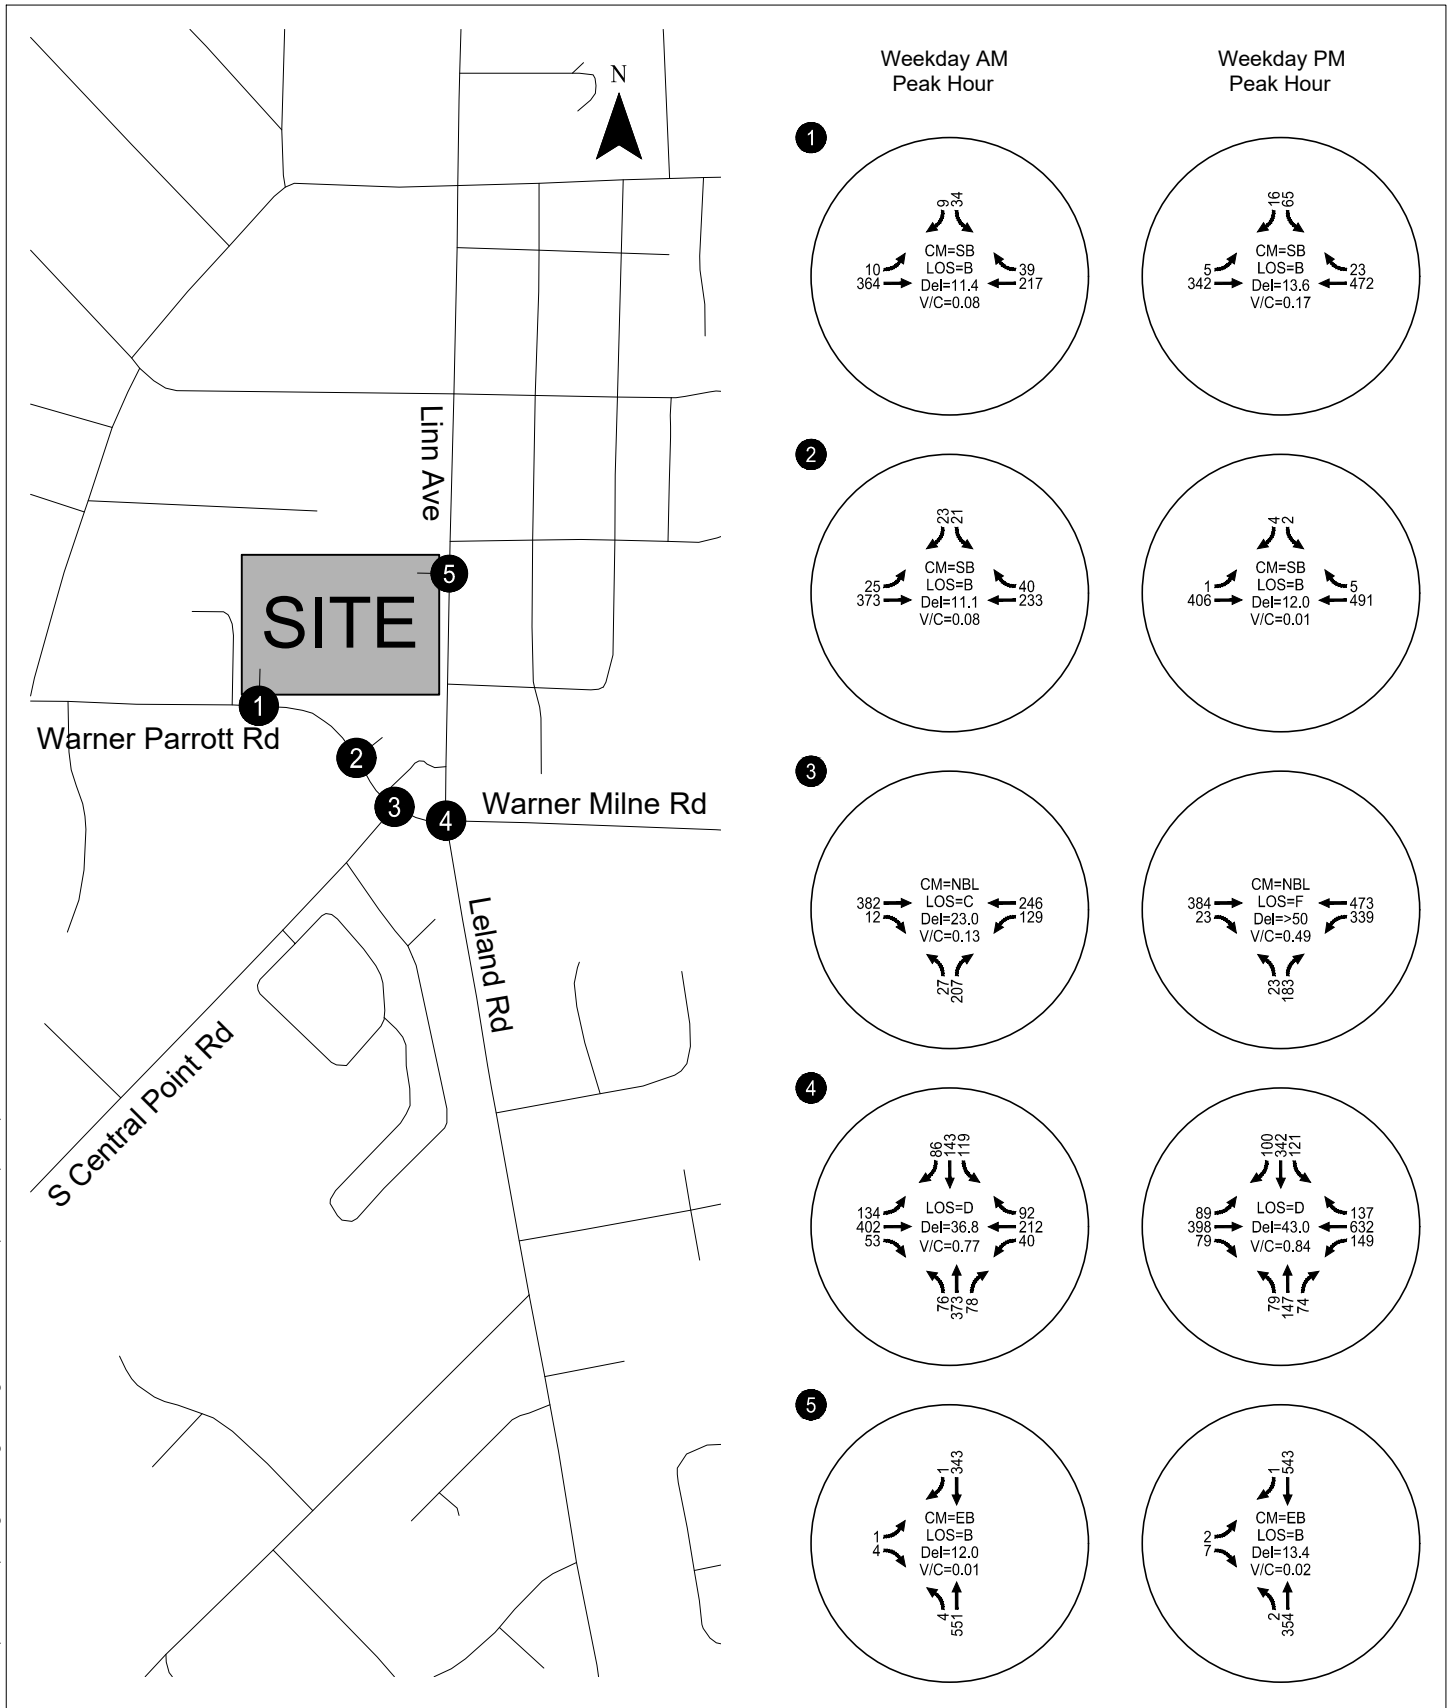 N
Linn Ave
5
SITE
1
Warner Parrott Rd
2
3
4
Warner Milne Rd
Leland Rd
S Central Point Rd
Weekday AM
Peak Hour
Weekday PM
Peak Hour
1
9 34
CM=SB
LOS=B
Del=11.4
V/C=0.08
10
364
39
217
16 65
CM=SB
LOS=B
Del=13.6
V/C=0.17
5
342
23
472
2
23 21
CM=SB
LOS=B
Del=11.1
V/C=0.08
25
373
40
233
4 2
CM=SB
LOS=B
Del=12.0
V/C=0.01
1
406
5
491
3
CM=NBL
LOS=C
Del=23.0
V/C=0.13
382
12
246
129
27
207
CM=NBL
LOS=F
Del=>50
V/C=0.49
384
23
473
339
23
183
4
86
143
119
LOS=D
Del=36.8
V/C=0.77
134
402
53
92
212
40
76
373
78
100
342
121
LOS=D
Del=43.0
V/C=0.84
89
398
79
137
632
149
79
147
74
5
1
343
CM=EB
LOS=B
Del=12.0
V/C=0.01
1
4
4
551
1
543
CM=EB
LOS=B
Del=13.4
V/C=0.02
2
7
2
354